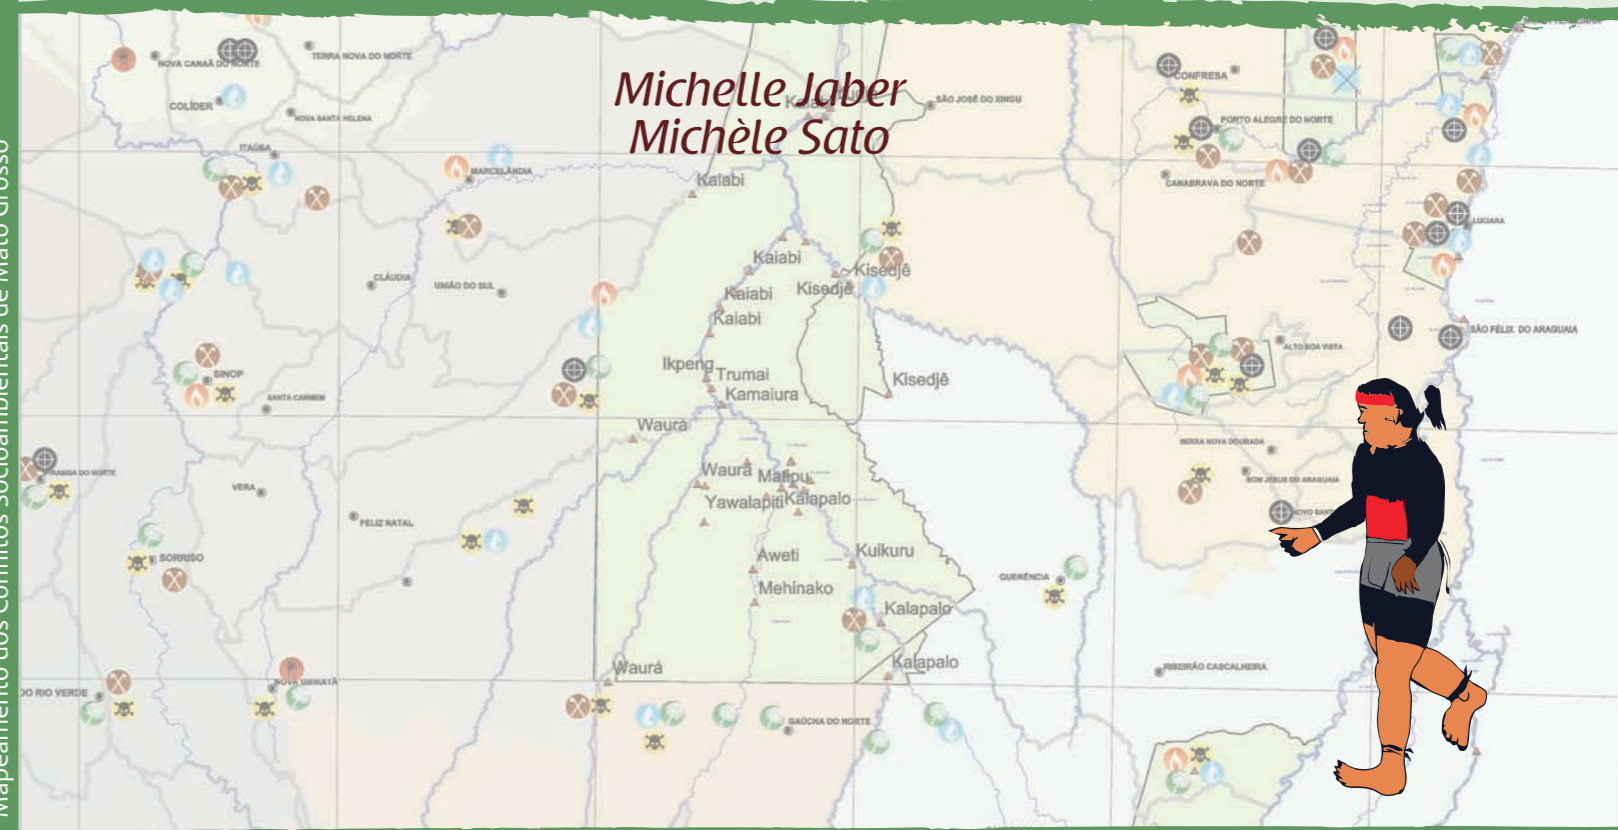 Mapeamento dos Conflitos Socioambientais de Mato Grosso
Michelle Jaber
Michèle Sato
NOVA CANAÃ DO NORTE
TERRA NOVA DO NORTE
COLÍDER
NOVA SANTA HELENA
ITAÚBA
MARCELÂNDIA
SÃO JOSÉ DO XINGU
CONFRESA
PORTO ALEGRE DO NORTE
CANABRAVA DO NORTE
LUCIARA
Kaiabi
Kaiabi
Kisedjê
Kisedjê
CLÁUDIA
UNIÃO DO SUL
Kaiabi
Kaiabi
SÃO FÉLIX DO ARAGUAIA
ALTO BOA VISTA
Ikpeng
Trumai
Kamaiura
Kisedjê
SINOP
SANTA CARMEM
Waurá
SERRA NOVA DOURADA
BOM JESUS DO ARAGUAIA
Waurá
Matipu
Yawalapiti
Kalapalo
VERA
FELIZ NATAL
SORRISO
Aweti
Kuikuru
Mehinako
QUERÊNCIA
Kalapalo
Kalapalo
Waurá
RIBEIRÃO CASCALHEIRA
NOVA UBIRATÃ
DO RIO VERDE
GAÚCHA DO NORTE